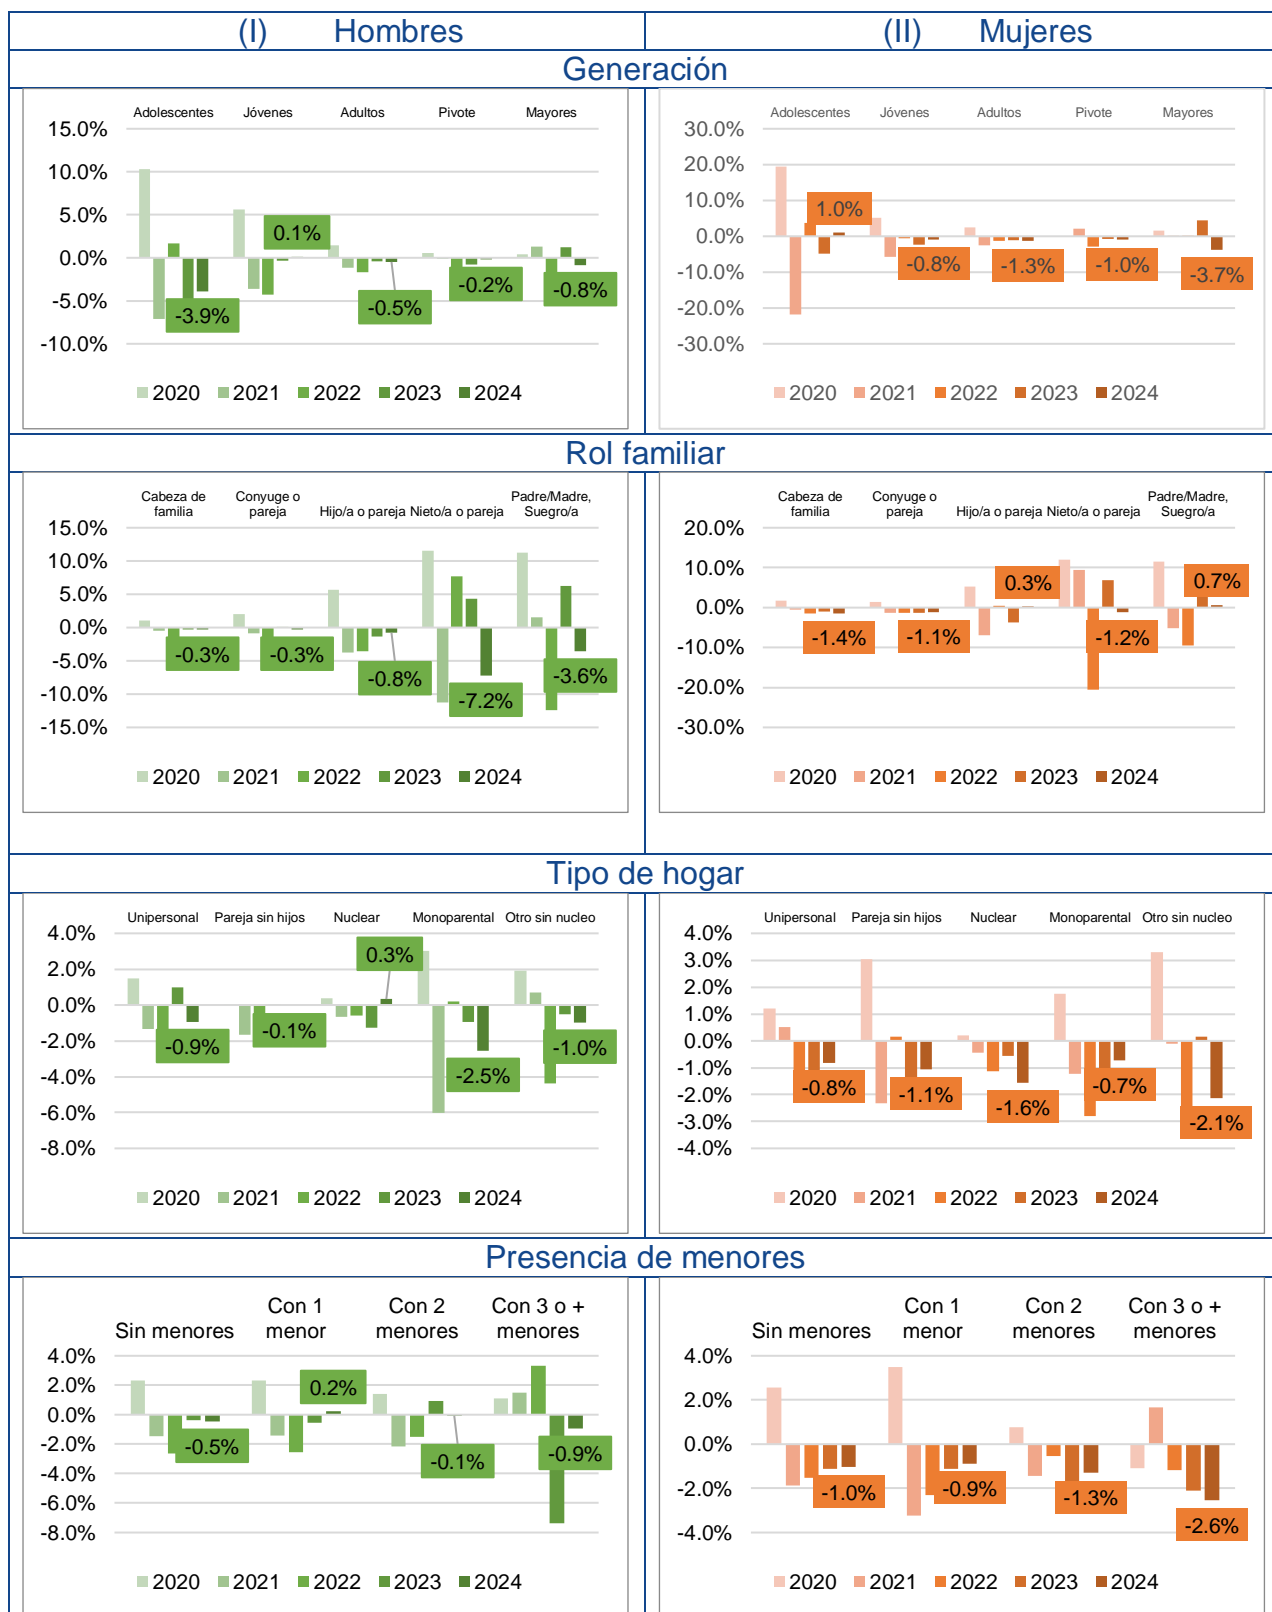 (I) Hombres
(II) Mujeres
Generación
Adolescentes Jóvenes Adultos Pivote Mayores
15.0%
10.0%
5.0%
0.0%
-5.0%
-10.0%
-3.9%
0.1%
-0.5%
-0.2%
-0.8%
2020 2021 2022 2023 2024
Adolescentes Jóvenes Adultos Pivote Mayores
30.0%
20.0%
10.0%
0.0%
-10.0%
-20.0%
-30.0%
1.0%
-0.8%
-1.3%
-1.0%
-3.7%
2020 2021 2022 2023 2024
Rol familiar
Cabeza de familia
Conyuge o pareja
Hijo/a o pareja
Nieto/a o pareja
Padre/Madre, Suegro/a
15.0%
10.0%
5.0%
0.0%
-5.0%
-10.0%
-15.0%
-0.3%
-0.3%
-0.8%
-7.2%
-3.6%
2020 2021 2022 2023 2024
Cabeza de familia
Conyuge o pareja
Hijo/a o pareja
Nieto/a o pareja
Padre/Madre, Suegro/a
20.0%
10.0%
0.0%
-10.0%
-20.0%
-30.0%
-1.4%
-1.1%
0.3%
-1.2%
0.7%
2020 2021 2022 2023 2024
Tipo de hogar
Unipersonal Pareja sin hijos Nuclear Monoparental Otro sin nucleo
4.0%
2.0%
0.0%
-2.0%
-4.0%
-6.0%
-8.0%
-0.9%
-0.1%
0.3%
-2.5%
-1.0%
2020 2021 2022 2023 2024
Unipersonal Pareja sin hijos Nuclear Monoparental Otro sin nucleo
4.0%
3.0%
2.0%
1.0%
0.0%
-1.0%
-2.0%
-3.0%
-4.0%
-0.8%
-1.1%
-1.6%
-0.7%
-2.1%
2020 2021 2022 2023 2024
Presencia de menores
Sin menores
Con 1 menor
Con 2 menores
Con 3 o + menores
4.0%
2.0%
0.0%
-2.0%
-4.0%
-6.0%
-8.0%
-0.5%
0.2%
-0.1%
-0.9%
2020 2021 2022 2023 2024
Sin menores
Con 1 menor
Con 2 menores
Con 3 o + menores
4.0%
2.0%
0.0%
-2.0%
-4.0%
-1.0%
-0.9%
-1.3%
-2.6%
2020 2021 2022 2023 2024